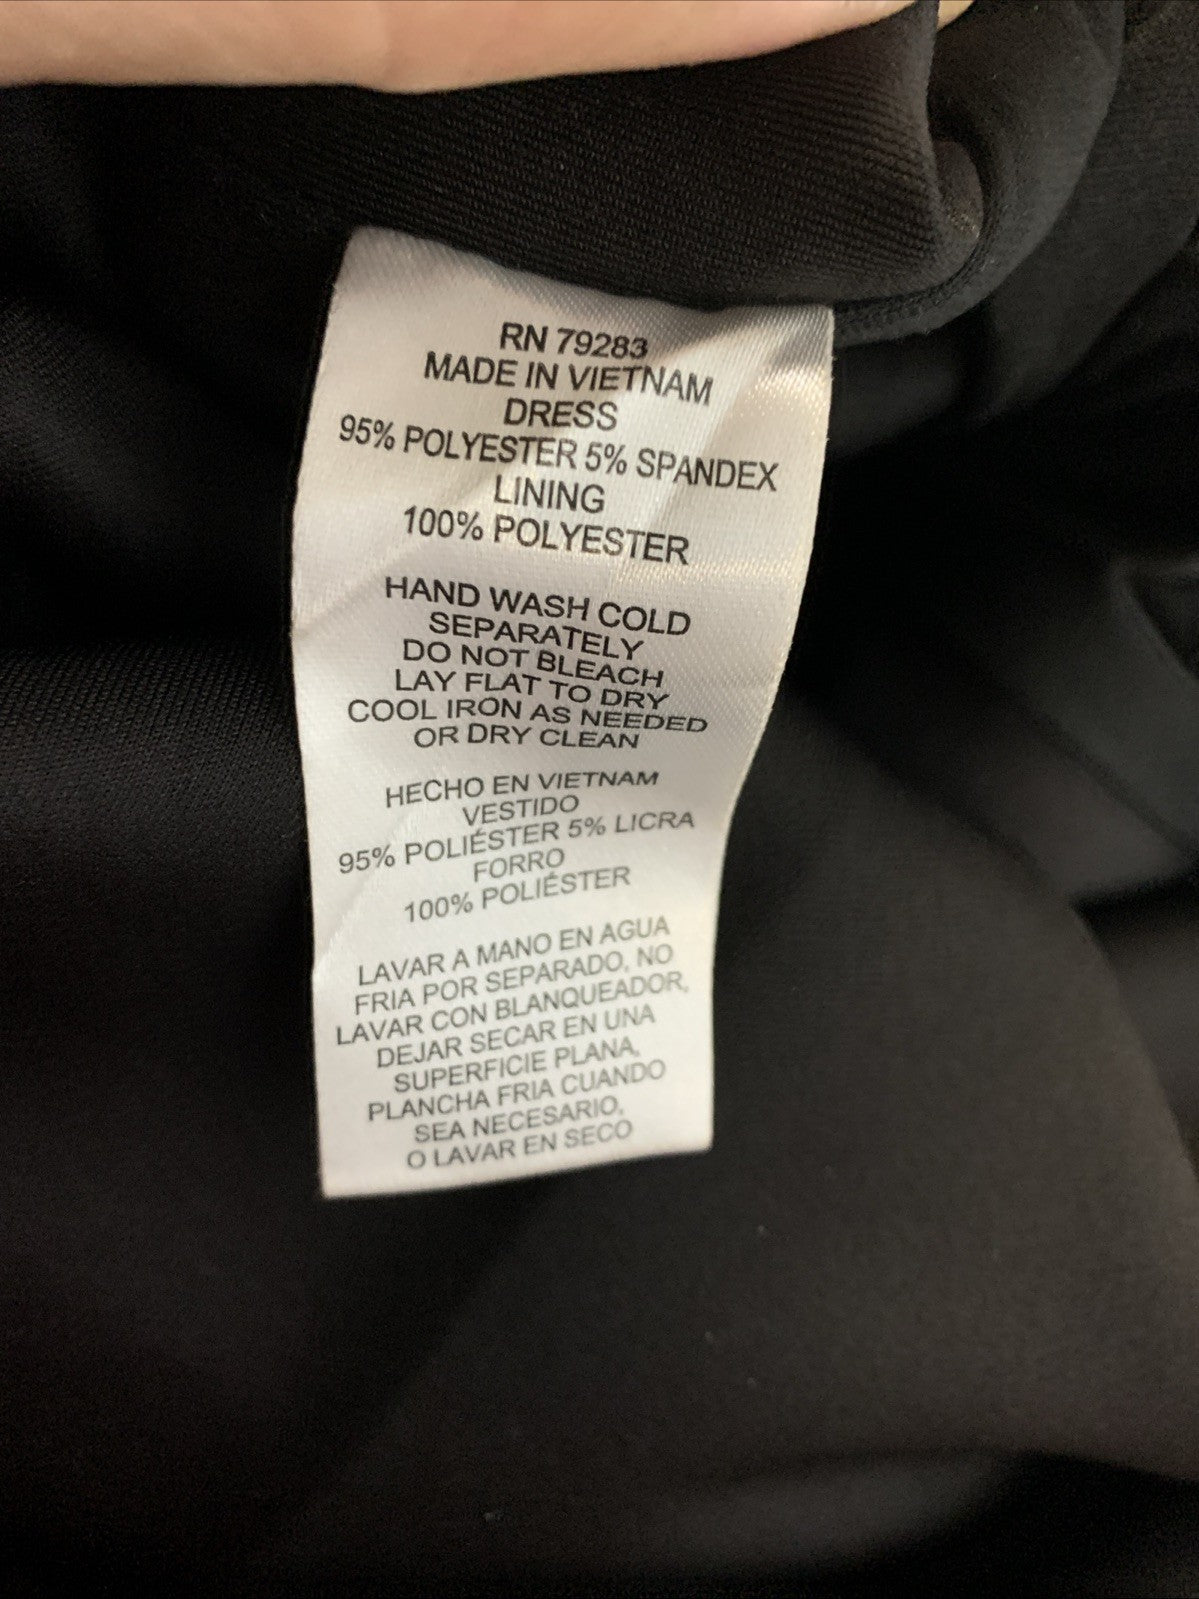 RN 79283
MADE IN VIETNAM
DRESS
95% POLYESTER 5% SPANDEX
LINING
100% POLYESTER
HAND WASH COLD
SEPARATELY
DO NOT BLEACH
LAY FLAT TO DRY
COOL IRON AS NEEDED
OR DRY CLEAN
HECHO EN VIETNAM
VESTIDO
95% POLIÉSTER 5% LICRA
FORRO
100% POLIÉSTER
LAVAR A MANO EN AGUA
FRIA POR SEPARADO, NO
LAVAR CON BLANQUEADOR,
DEJAR SECAR EN UNA
SUPERFICIE PLANA,
PLANCHA FRIA CUANDO
SEA NECESARIO,
O LAVAR EN SECO